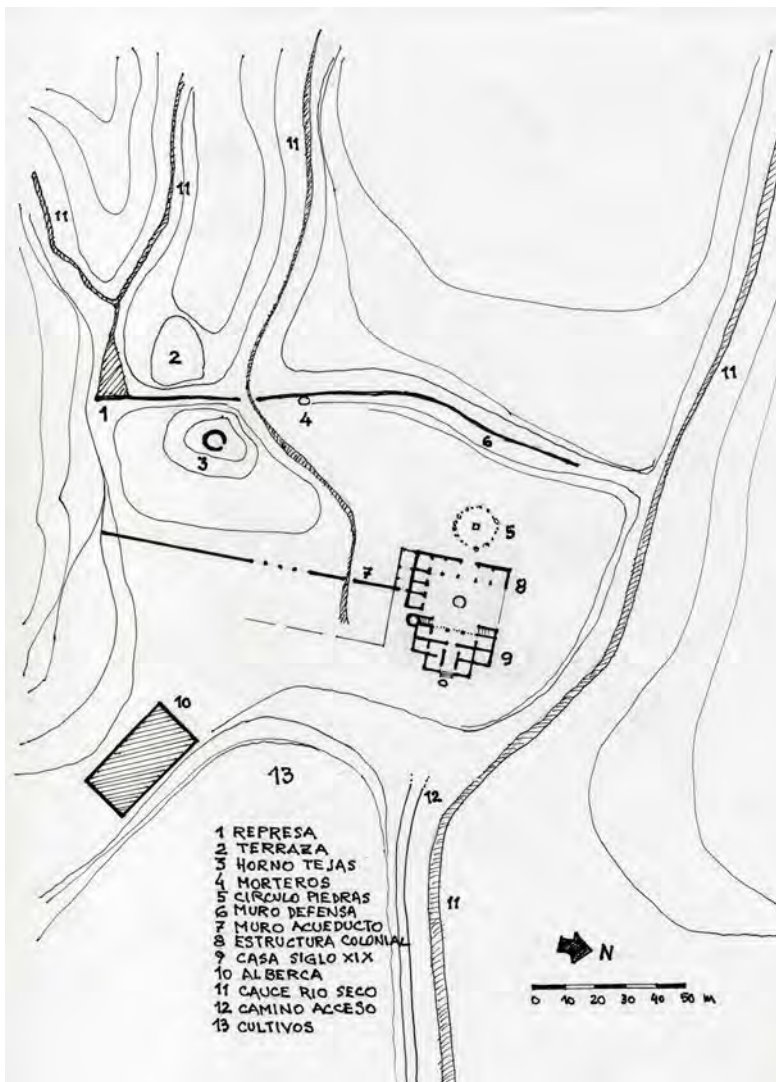 11
11
11
11
2
1
4
3
6
5
7
8
9
10
13
12
11
1 REPRESA
2 TERRAZA
3 HORNO TEJAS
4 MORTEROS
5 CIRCULO PIEDRAS
6 MURO DEFENSA
7 MURO ACUEDUCTO
8 ESTRUCTURA COLONIAL
9 CASA SIGLO XIX
10 ALBERCA
11 CAUCE RIO SECO
12 CAMINO ACCESO
13 CULTIVOS
N
0 10 20 30 40 50 m